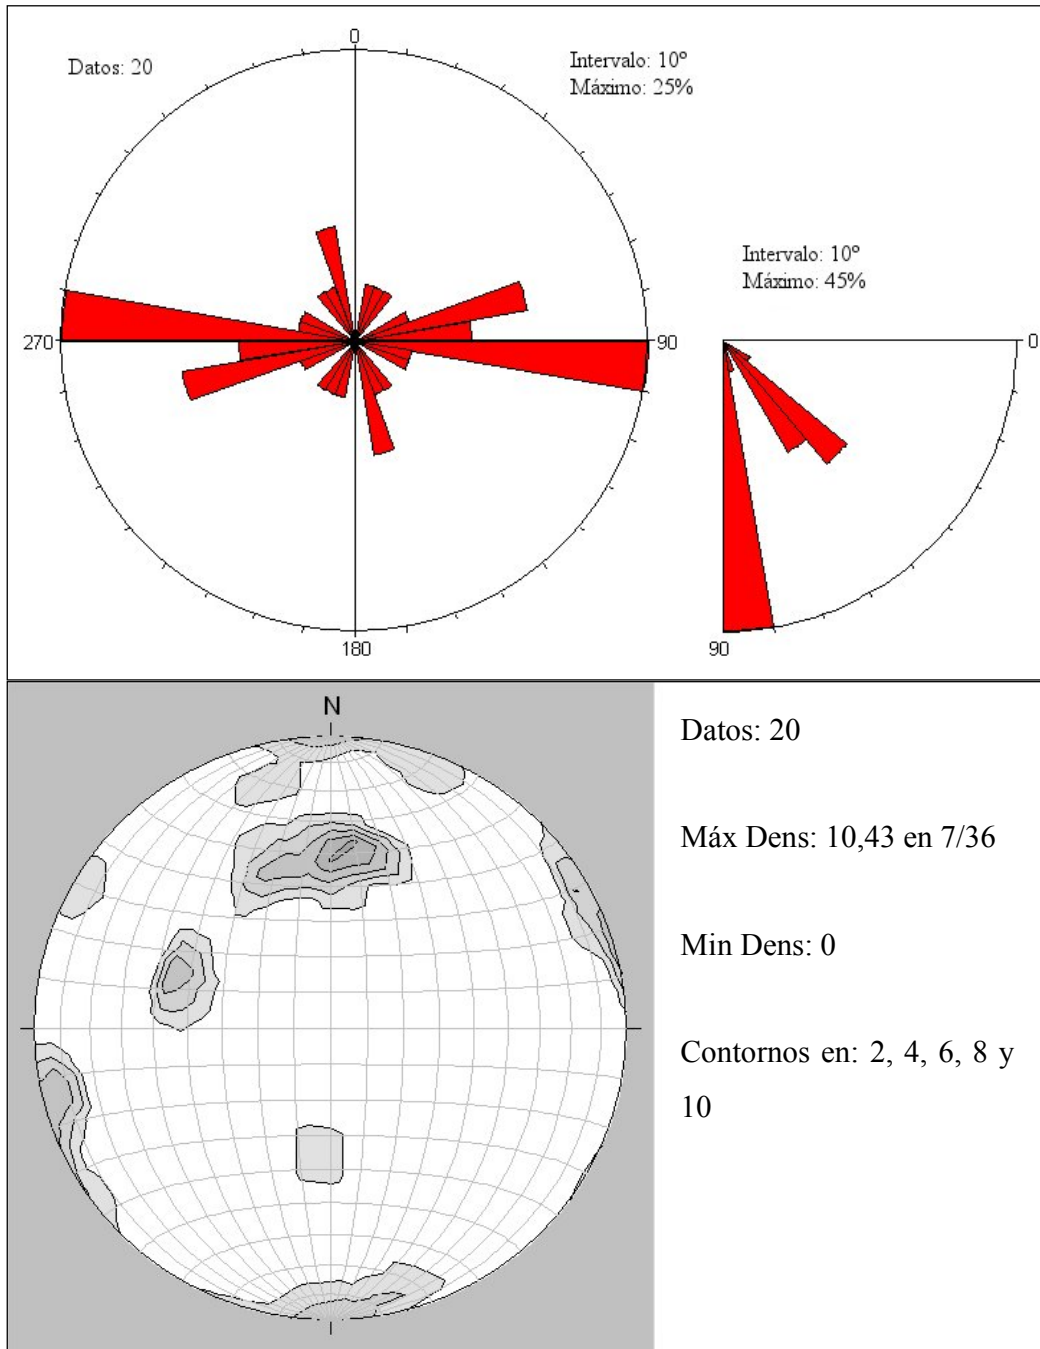 0
Datos: 20
Intervalo: 10º
Máximo: 25%
270
90
180
Intervalo: 10º
Máximo: 45%
0
90
N
Datos: 20
Máx Dens: 10,43 en 7/36
Min Dens: 0
Contornos en: 2, 4, 6, 8 y
10